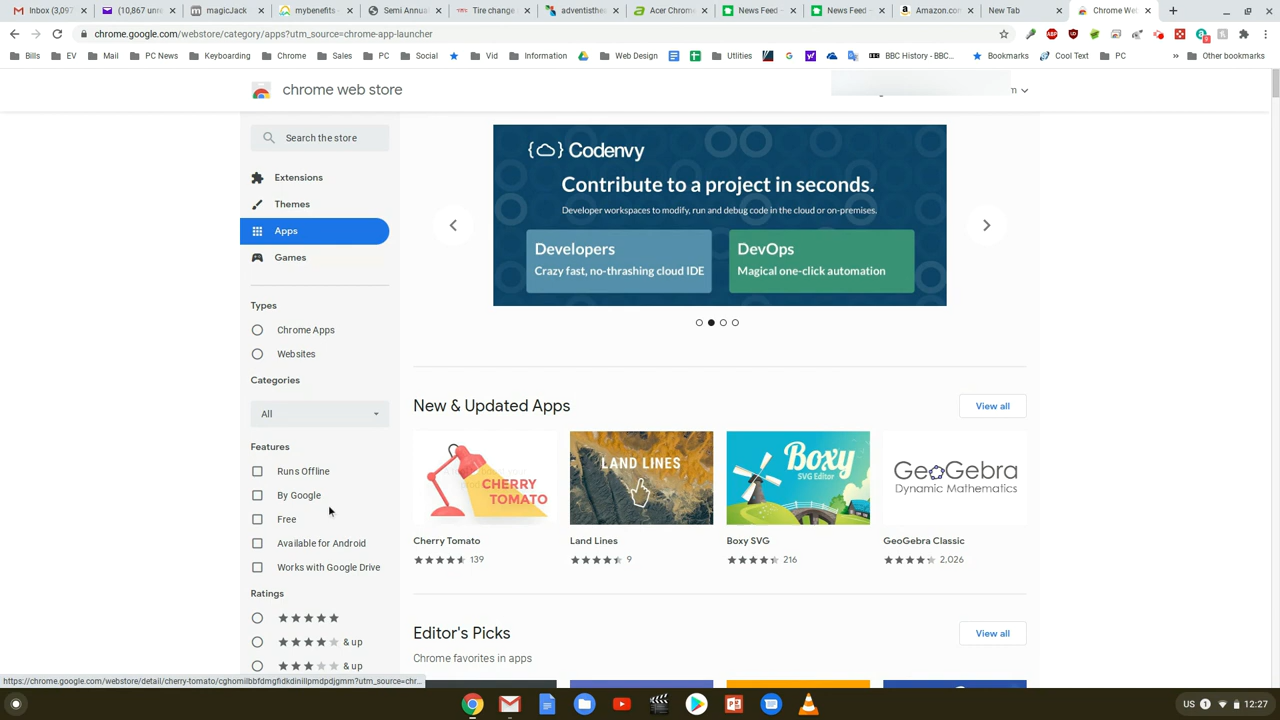 Inbox (3,097
(10,867 unre
magicJack
mybenefits -
Semi Annua
Tire change
adventisthe
Acer Chrome
News Feed -
News Feed -
Amazon.con
New Tab
Chrome Web
chrome.google.com/webstore/category/apps?utm_source=chrome-app-launcher
Bills
EV
Mail
PC News
Keyboarding
Chrome
Sales
PC
Social
Vid
Information
Web Design
Utlities
BBC History - BBC...
Bookmarks
Cool Text
PC
Other bookmarks
chrome web store
Search the store
Extensions
Themes
Apps
Games
Types
Chrome Apps
Websites
Categories
All
Features
Runs Offline
By Google
Free
Available for Android
Works with Google Drive
Ratings
& up
& up
{ } Codenvy
Contribute to a project in seconds.
Developer workspaces to modify, run and debug code in the cloud or on-premises.
Developers
Crazy fast, no-thrashing cloud IDE
DevOps
Magical one-click automation
New & Updated Apps
View all
CHERRY
TOMATO
LAND LINES
Boxy
SVG Editor
GeoGebra
Dynamic Mathematics
Cherry Tomato
Land Lines
Boxy SVG
GeoGebra Classic
139
9
216
2,026
Editor's Picks
View all
Chrome favorites in apps
https://chrome.google.com/webstore/detail/cherry-tomato/cghomilbbfdmgfidkdinillpmdpdjgmm?utm_source=chr...
US
1
12:27